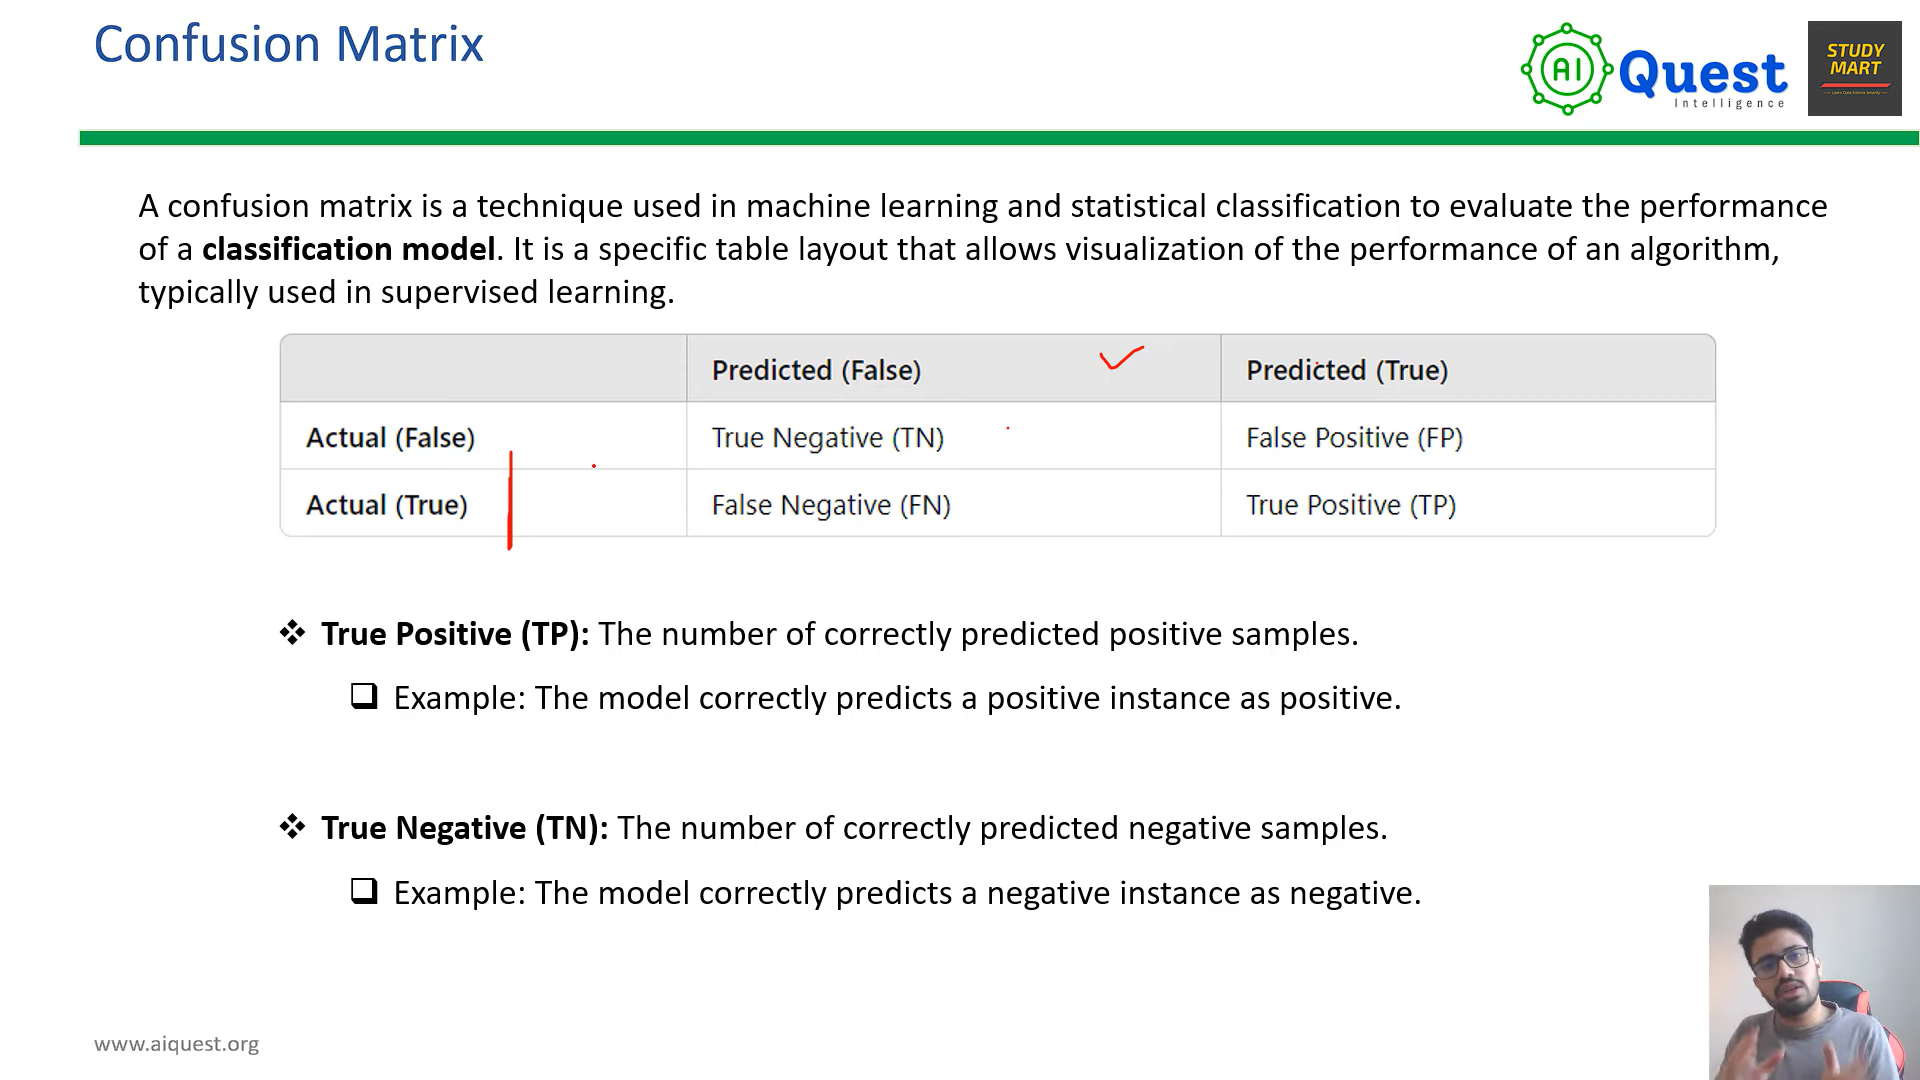 Confusion Matrix
AI
Quest
Intelligence
STUDY
MART
A confusion matrix is a technique used in machine learning and statistical classification to evaluate the performance
of a classification model. It is a specific table layout that allows visualization of the performance of an algorithm,
typically used in supervised learning.
Predicted (False) Predicted (True)
Actual (False) True Negative (TN) False Positive (FP)
Actual (True) False Negative (FN) True Positive (TP)
❖ True Positive (TP): The number of correctly predicted positive samples.
❑ Example: The model correctly predicts a positive instance as positive.
❖ True Negative (TN): The number of correctly predicted negative samples.
❑ Example: The model correctly predicts a negative instance as negative.
www.aiquest.org